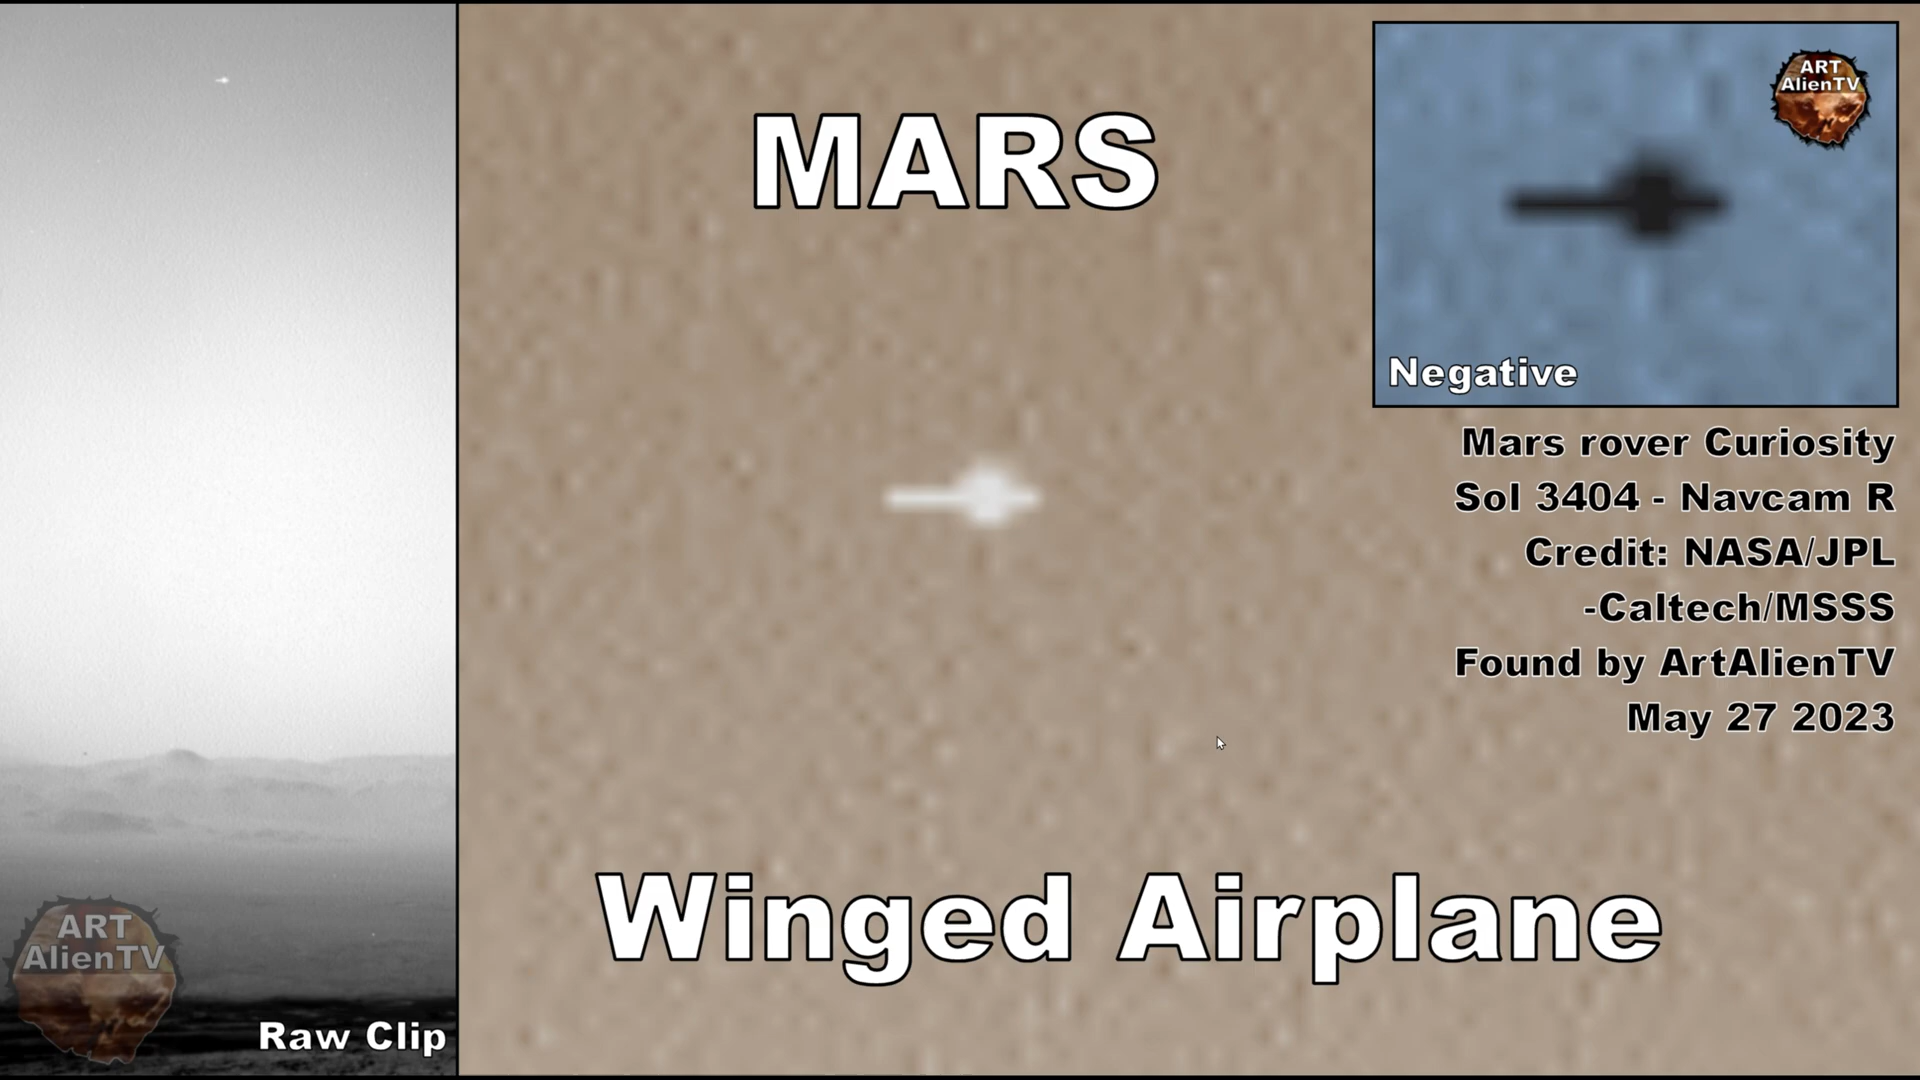 MARS
ART
AlienTV
Negative
Mars rover Curiosity
Sol 3404 - Navcam R
Credit: NASA/JPL
-Caltech/MSSS
Found by ArtAlienTV
May 27 2023
Winged Airplane
ART
AlienTV
Raw Clip